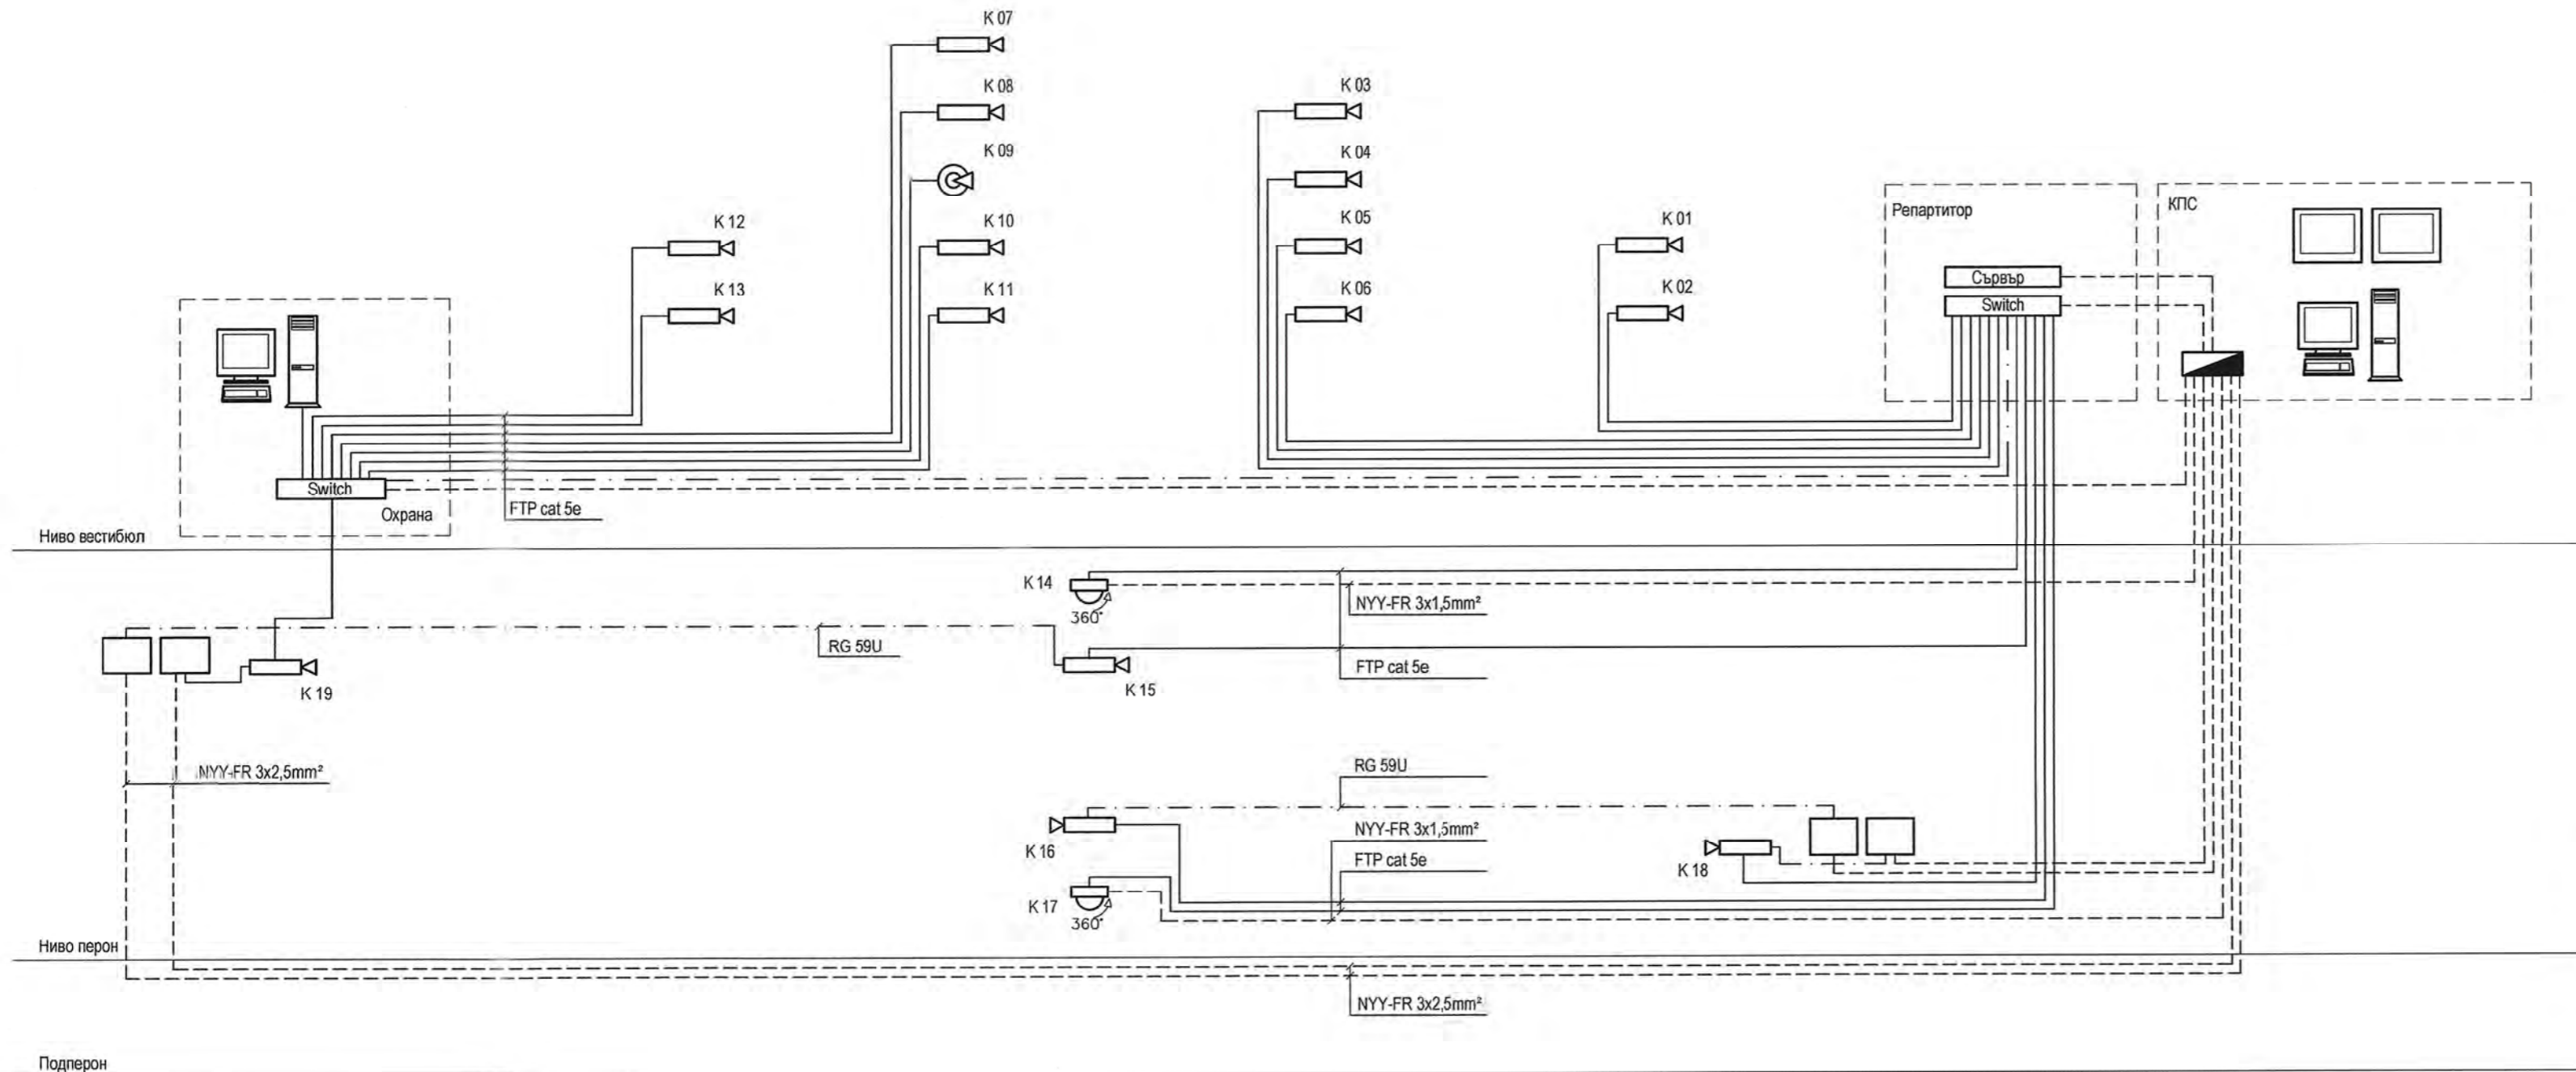 K 07
K 08
K 03
K 09
K 04
K 12
K 10
K 05
K 01
Репартитор
КПС
K 13
K 11
K 06
K 02
Сървър
Switch
Switch
Охрана
FTP cat 5e
Ниво вестибюл
K 14
360°
NYY-FR 3x1,5mm²
RG 59U
FTP cat 5e
K 19
K 15
NYY-FR 3x2,5mm²
RG 59U
NYY-FR 3x1,5mm²
K 16
FTP cat 5e
K 18
K 17
360°
Ниво перон
NYY-FR 3x2,5mm²
Подперон